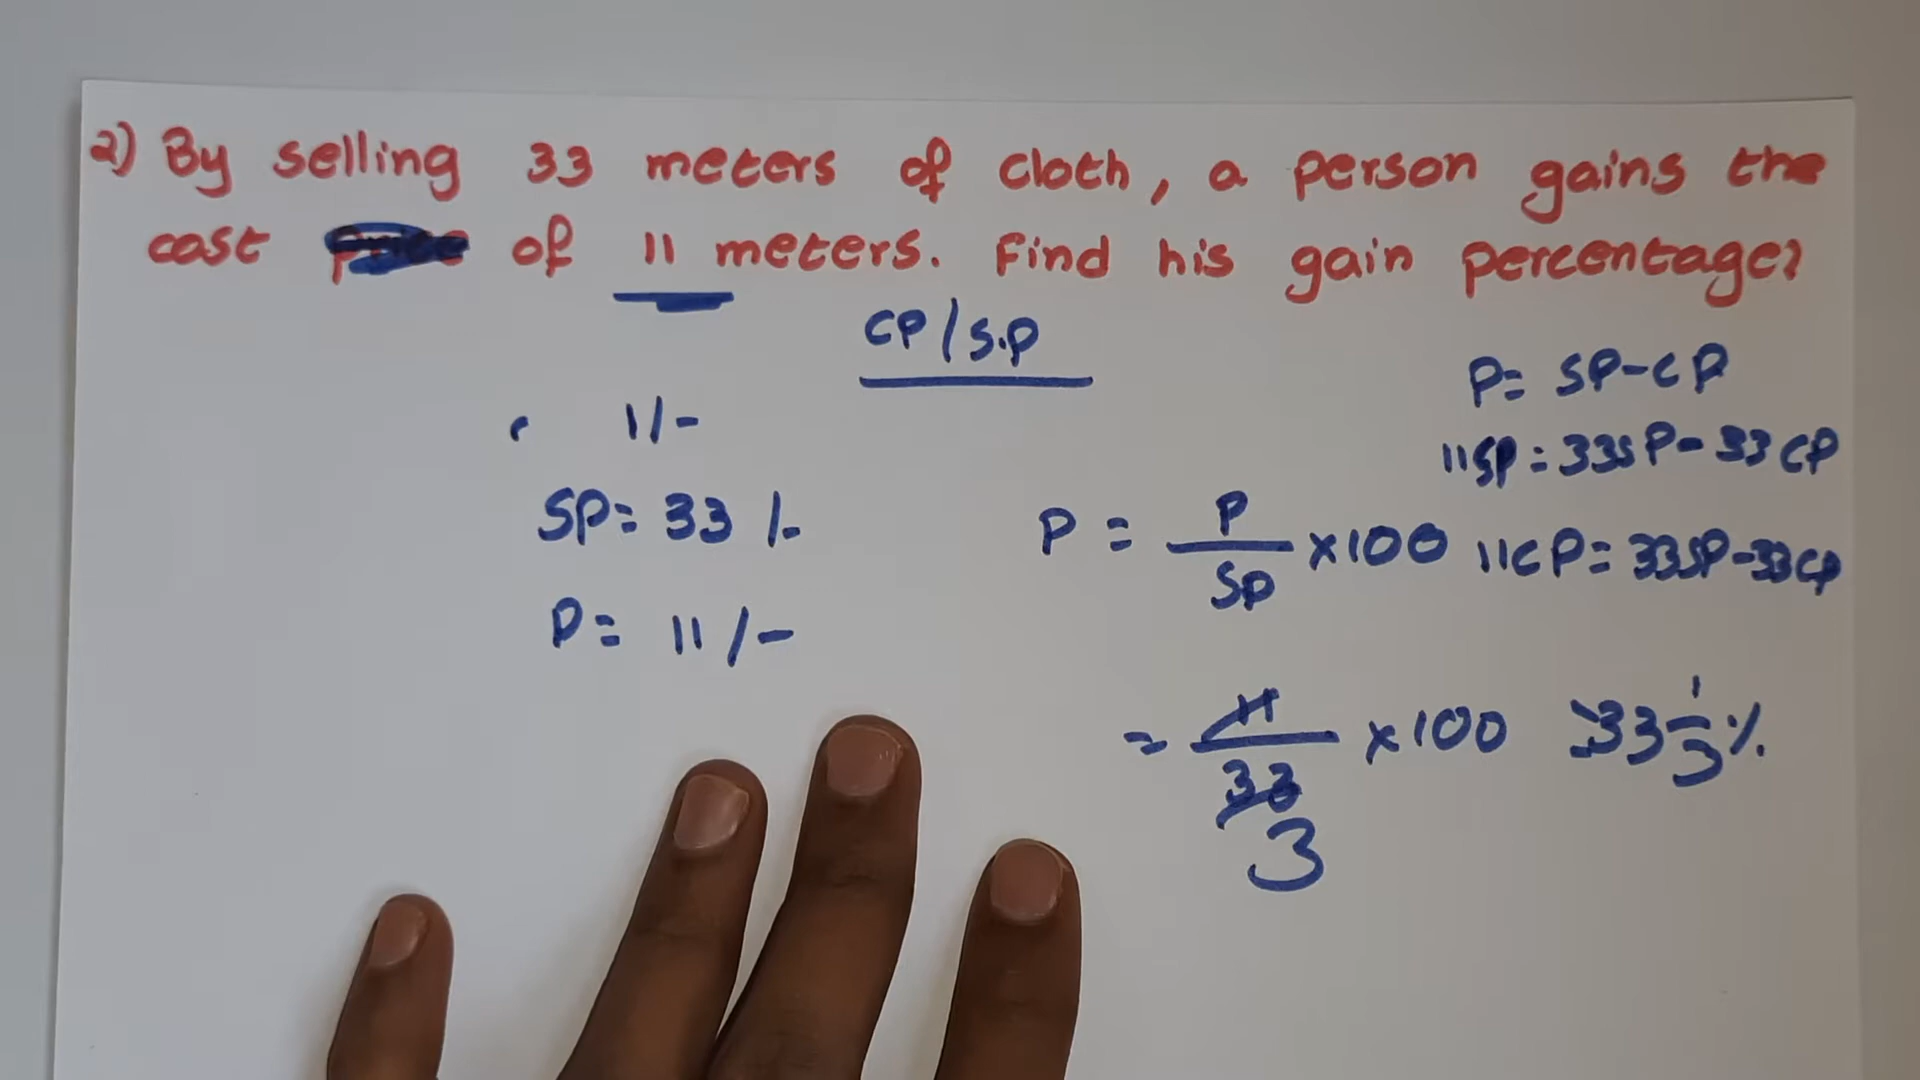 2) By selling 33 meters of cloth, a person gains the
cost of 11 meters. Find his gain percentage?
CP/S.P
P= SP-CP
1/-
11SP=33SP-33CP
SP=33/-
P = P/SP ×100
11CP=33SP-33CP
P= 11/-
= 11/33 ×100 = 33 1/3 %
3